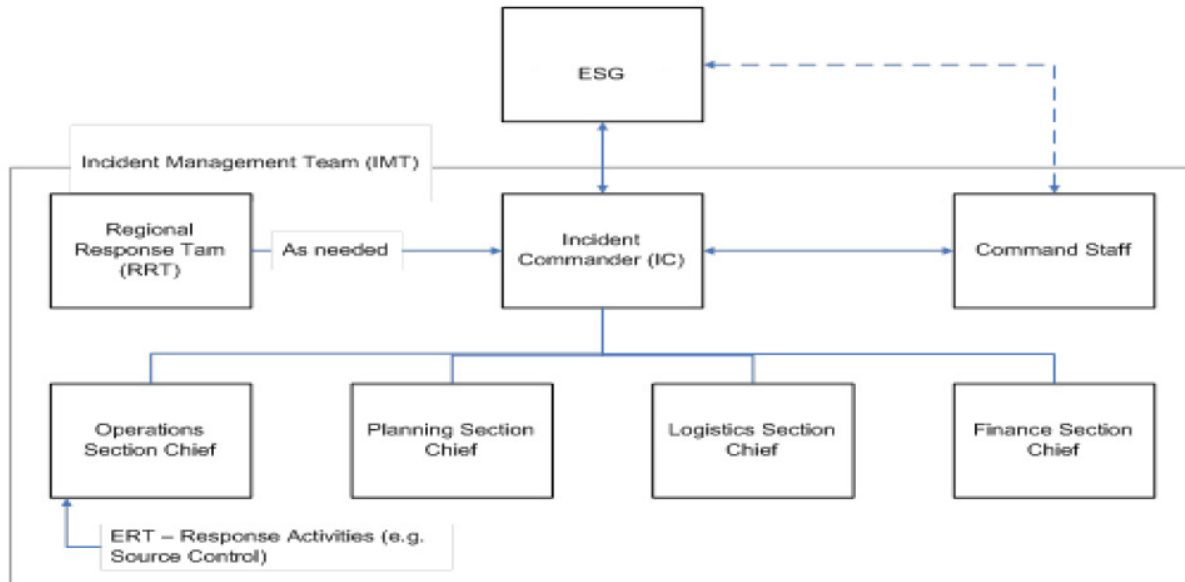 ESG
Incident Management Team (IMT)
Regional
Response Tam
(RRT)
As needed
Incident
Commander (IC)
Command Staff
Operations
Section Chief
Planning Section
Chief
Logistics Section
Chief
Finance Section
Chief
ERT – Response Activities (e.g.
Source Control)